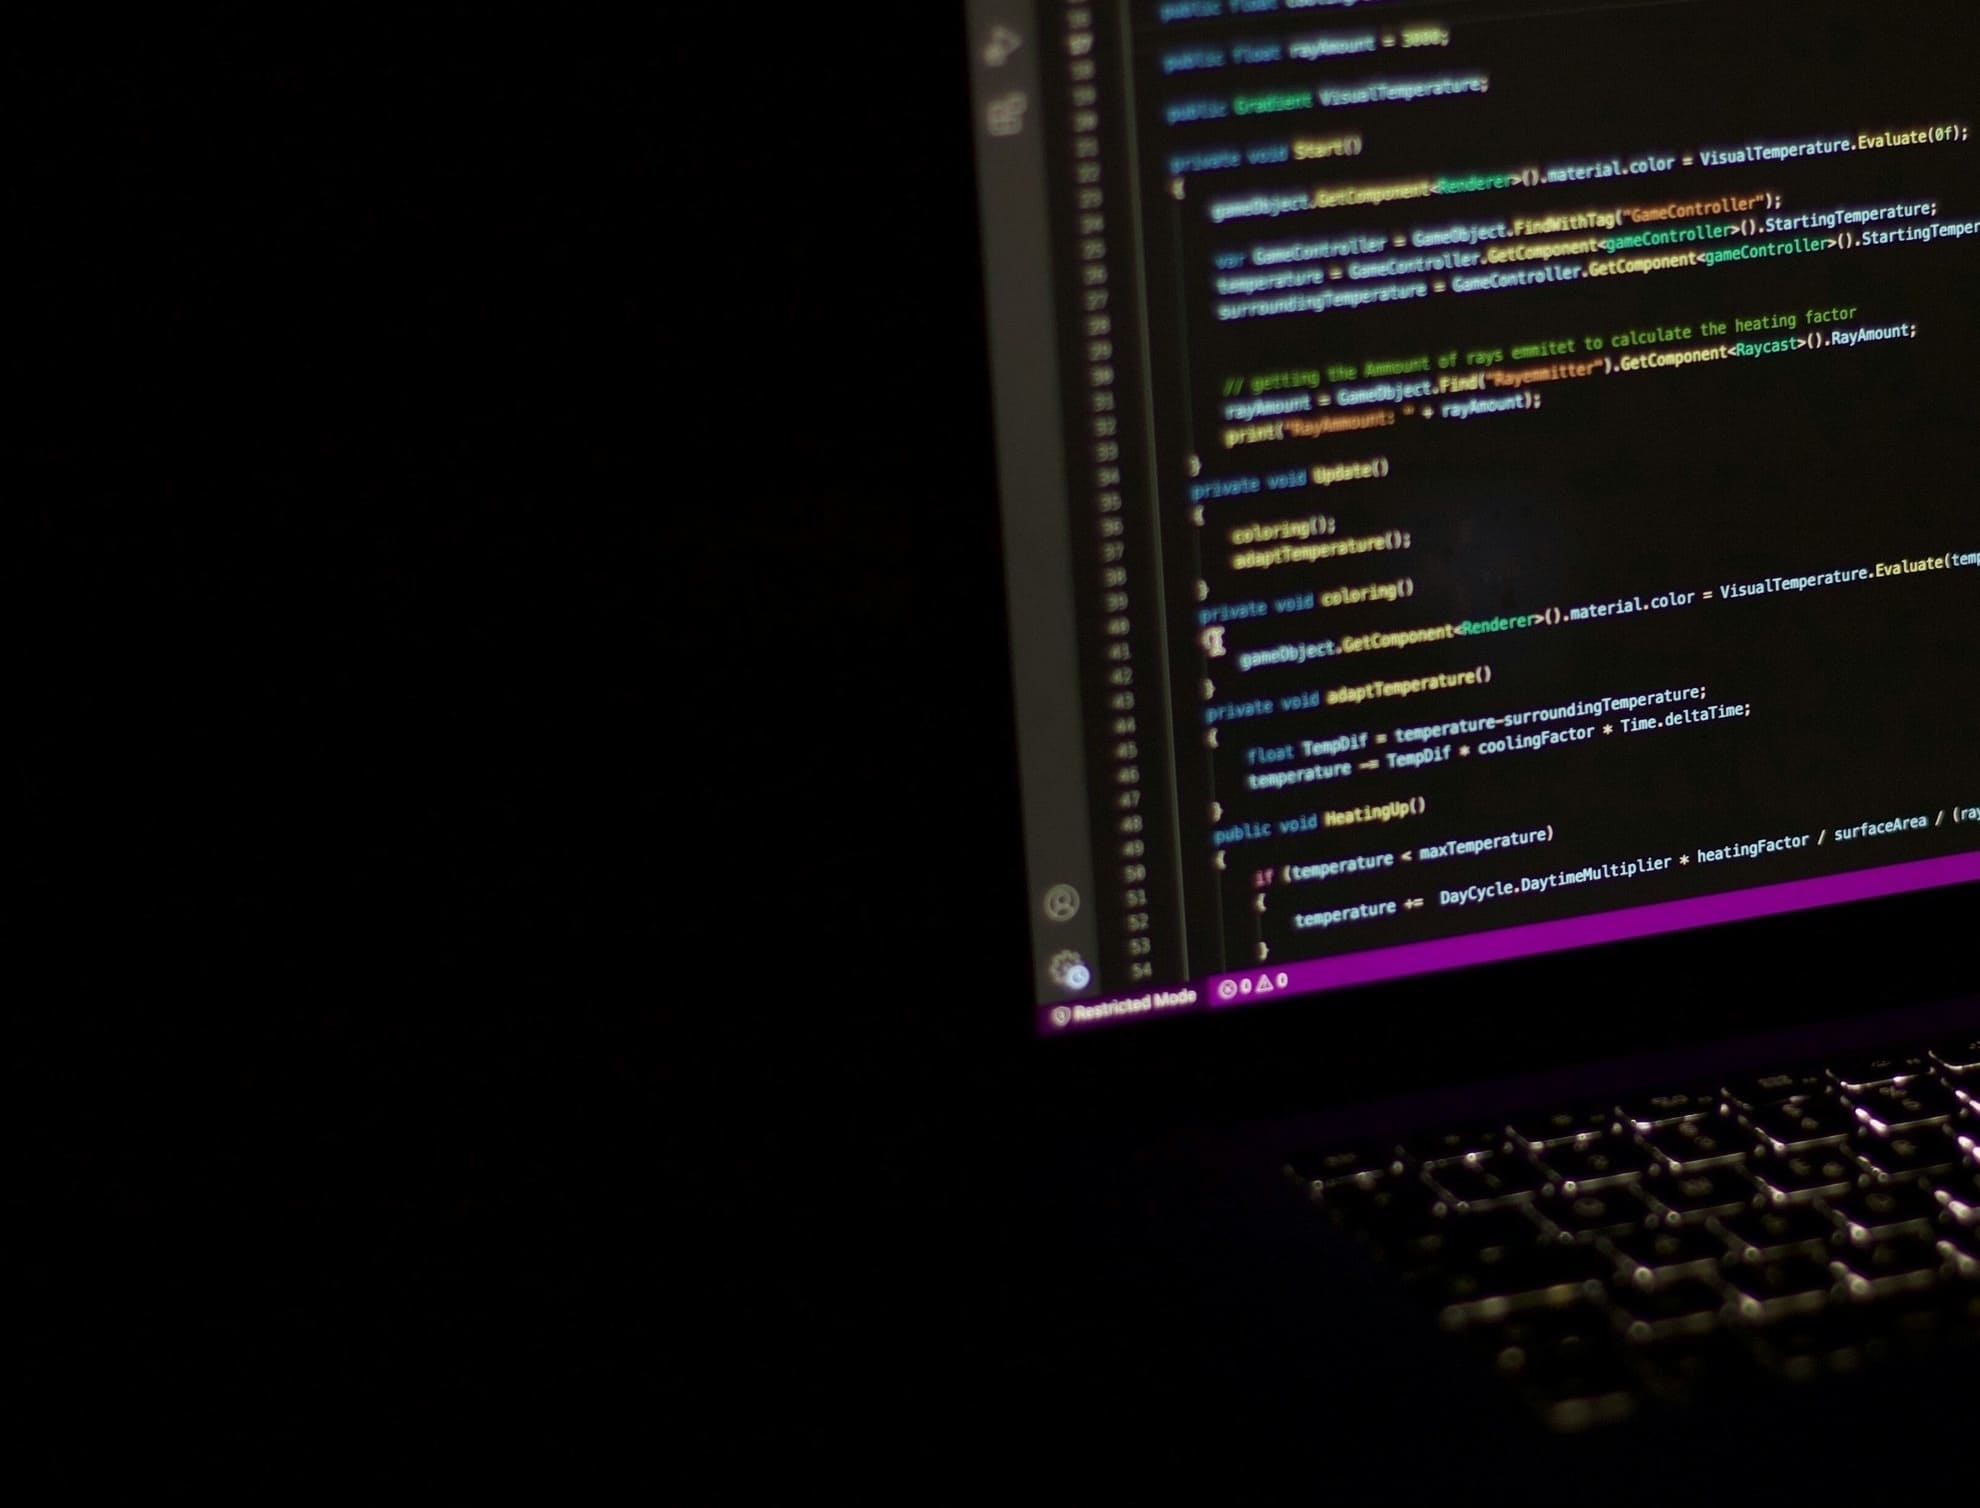 public float
public float rayAmount = 3000;
public Gradient VisualTemperature;
private void Start()
{
gameObject.GetComponent<Renderer>().material.color = VisualTemperature.Evaluate(0f);
var GameController = GameObject.FindWithTag("GameController");
temperature = GameController.GetComponent<gameController>().StartingTemperature;
surroundingTemperature = GameController.GetComponent<gameController>().StartingTemper
// getting the Ammount of rays emmitet to calculate the heating factor
rayAmount = GameObject.Find("Rayemmitter").GetComponent<Raycast>().RayAmount;
print("RayAmmount: " + rayAmount);
}
private void Update()
{
coloring();
adaptTemperature();
}
private void coloring()
{
gameObject.GetComponent<Renderer>().material.color = VisualTemperature.Evaluate(temp
}
private void adaptTemperature()
{
float TempDif = temperature-surroundingTemperature;
temperature -= TempDif * coolingFactor * Time.deltaTime;
}
public void HeatingUp()
{
if (temperature < maxTemperature)
{
temperature += DayCycle.DaytimeMultiplier * heatingFactor / surfaceArea / (ray
}
Restricted Mode 0 0